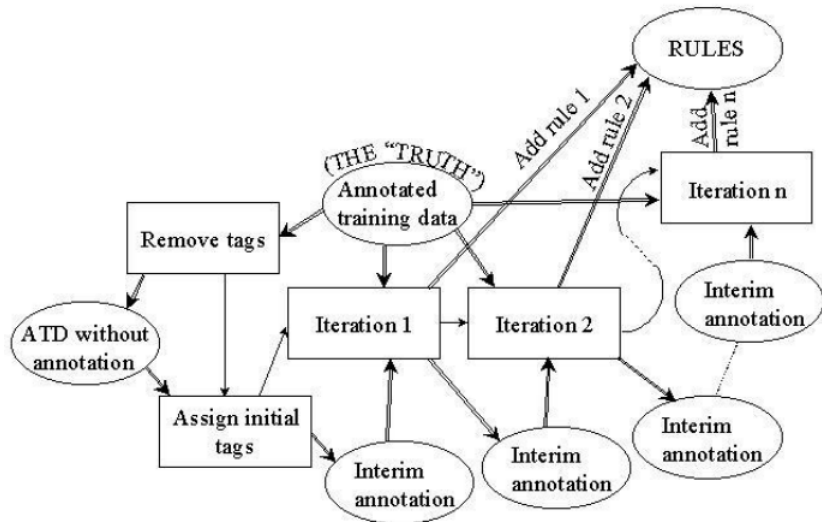 RULES
Add rule 1
Add rule 2
Add
rule n
(THE “TRUTH”)
Annotated
training data
Iteration n
Remove tags
Interim
annotation
ATD without
annotation
Iteration 1
Iteration 2
Assign initial
tags
Interim
annotation
Interim
annotation
Interim
annotation